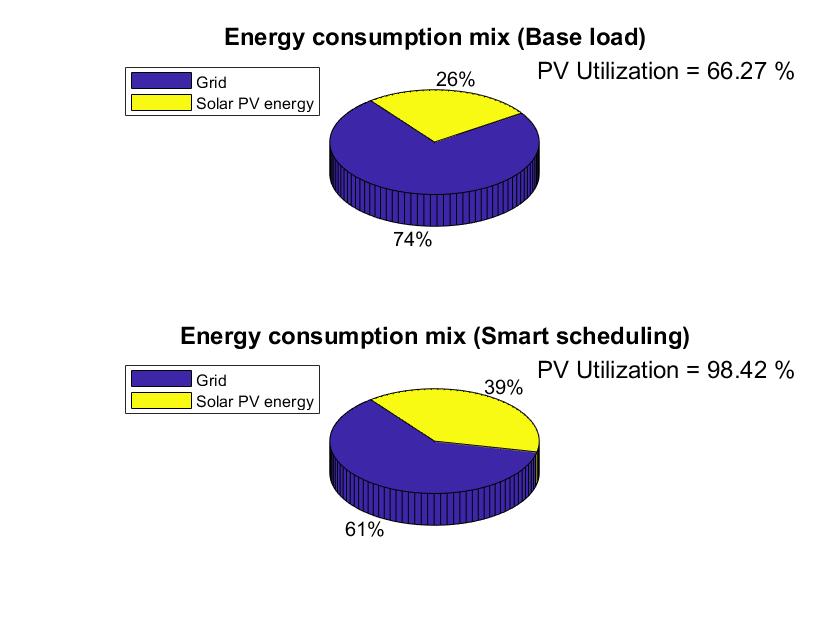 Energy consumption mix (Base load)
PV Utilization = 66.27 %
Grid
Solar PV energy
26%
74%
Energy consumption mix (Smart scheduling)
PV Utilization = 98.42 %
Grid
Solar PV energy
39%
61%